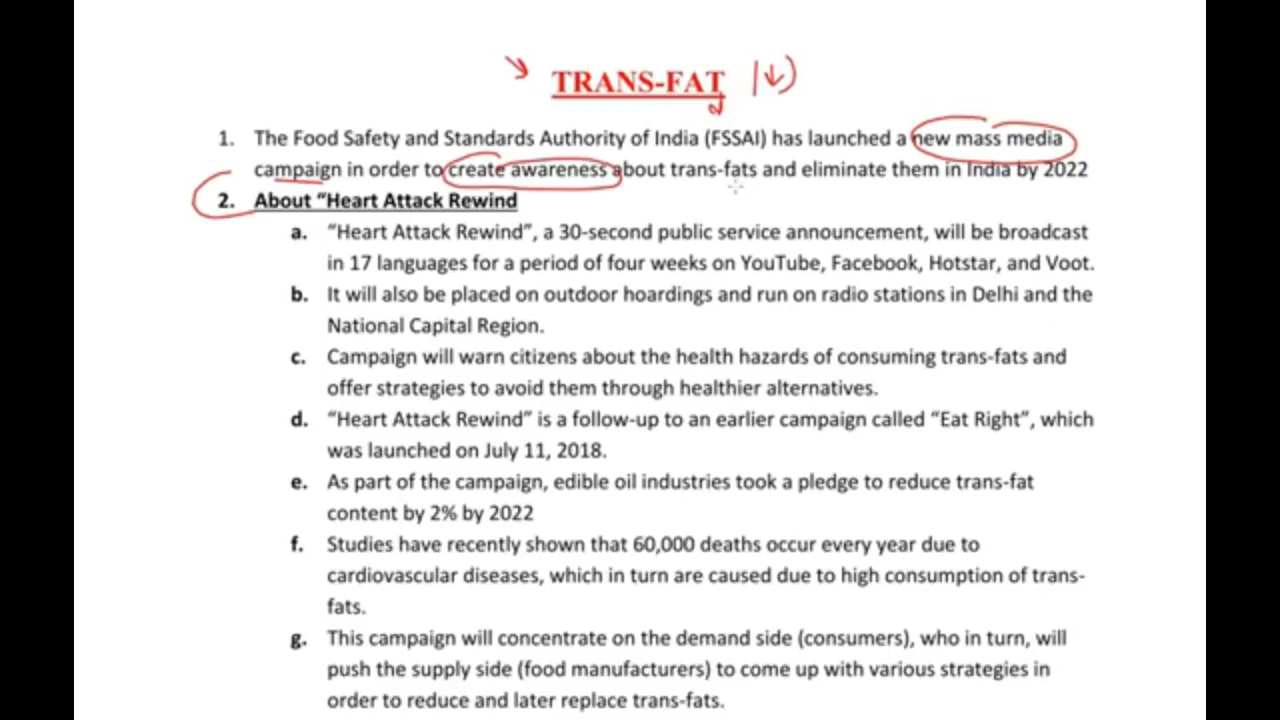 TRANS-FAT (↓)
1. The Food Safety and Standards Authority of India (FSSAI) has launched a new mass media
campaign in order to create awareness about trans-fats and eliminate them in India by 2022
2. About “Heart Attack Rewind
a. “Heart Attack Rewind”, a 30-second public service announcement, will be broadcast
in 17 languages for a period of four weeks on YouTube, Facebook, Hotstar, and Voot.
b. It will also be placed on outdoor hoardings and run on radio stations in Delhi and the
National Capital Region.
c. Campaign will warn citizens about the health hazards of consuming trans-fats and
offer strategies to avoid them through healthier alternatives.
d. “Heart Attack Rewind” is a follow-up to an earlier campaign called “Eat Right”, which
was launched on July 11, 2018.
e. As part of the campaign, edible oil industries took a pledge to reduce trans-fat
content by 2% by 2022
f. Studies have recently shown that 60,000 deaths occur every year due to
cardiovascular diseases, which in turn are caused due to high consumption of trans-
fats.
g. This campaign will concentrate on the demand side (consumers), who in turn, will
push the supply side (food manufacturers) to come up with various strategies in
order to reduce and later replace trans-fats.